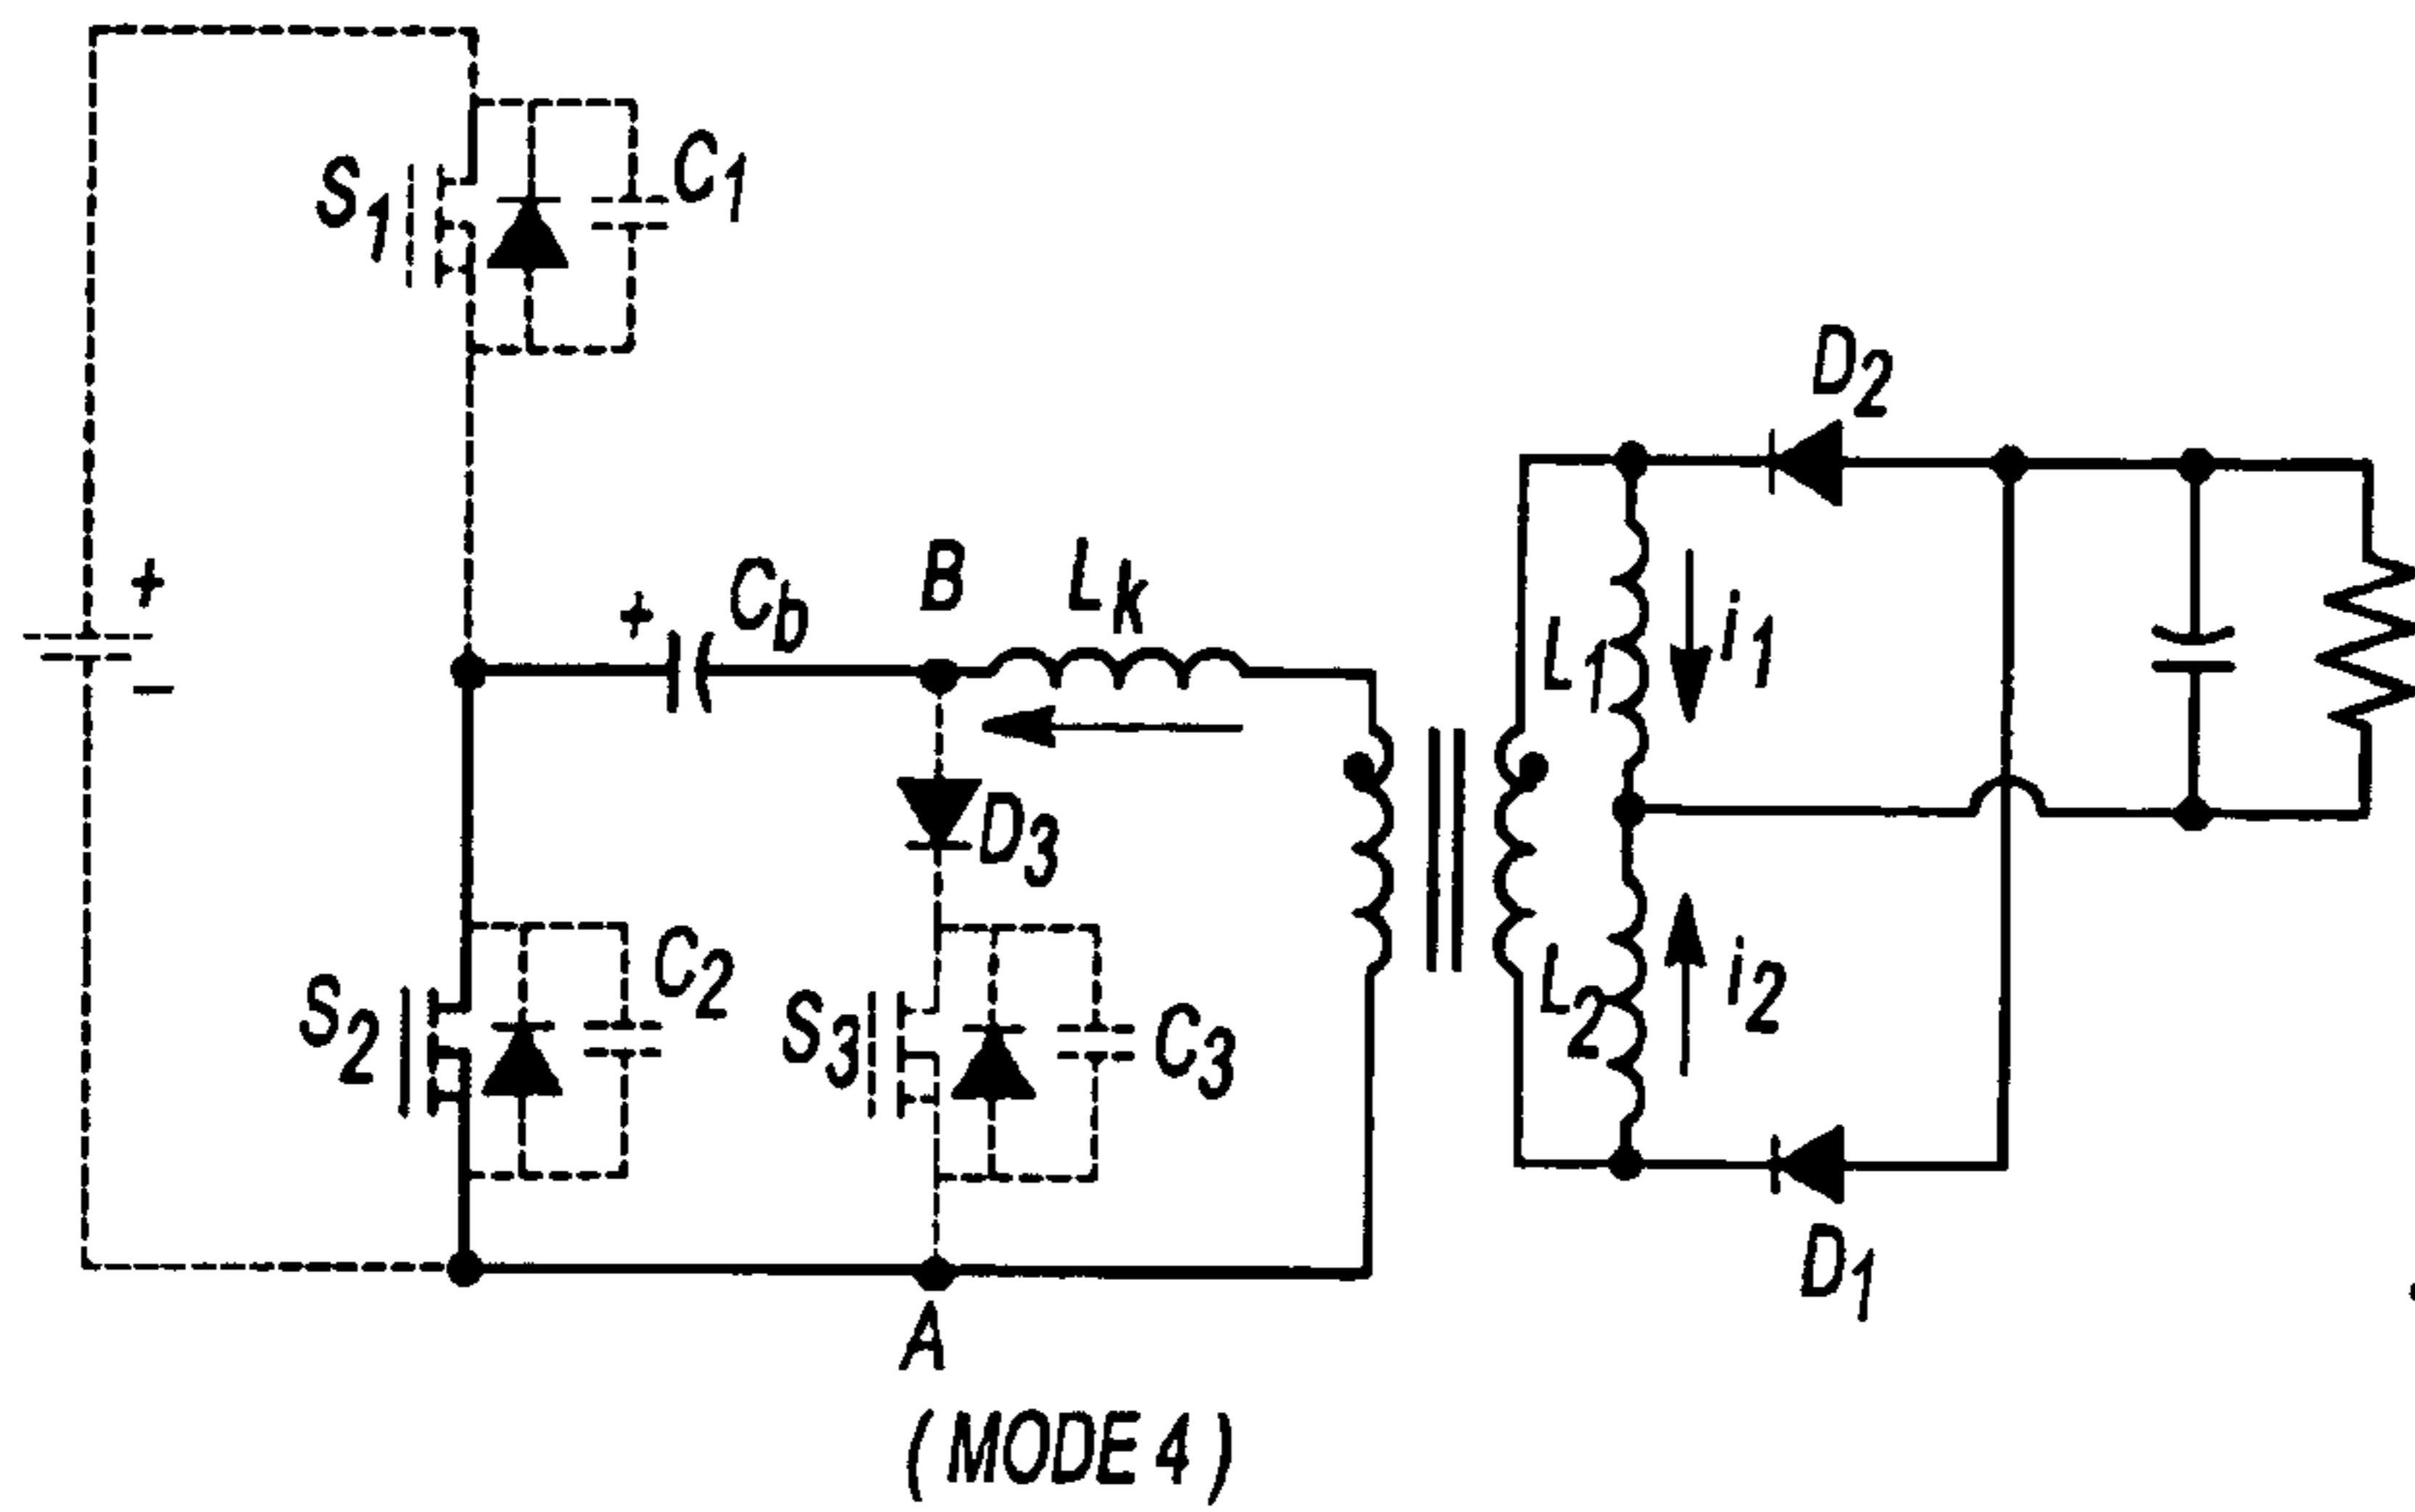 S1
C1
D2
+
+
Cb
B
Lk
L1
i1
−
D3
S2
C2
S3
C3
L2
i2
D1
A
(MODE 4)